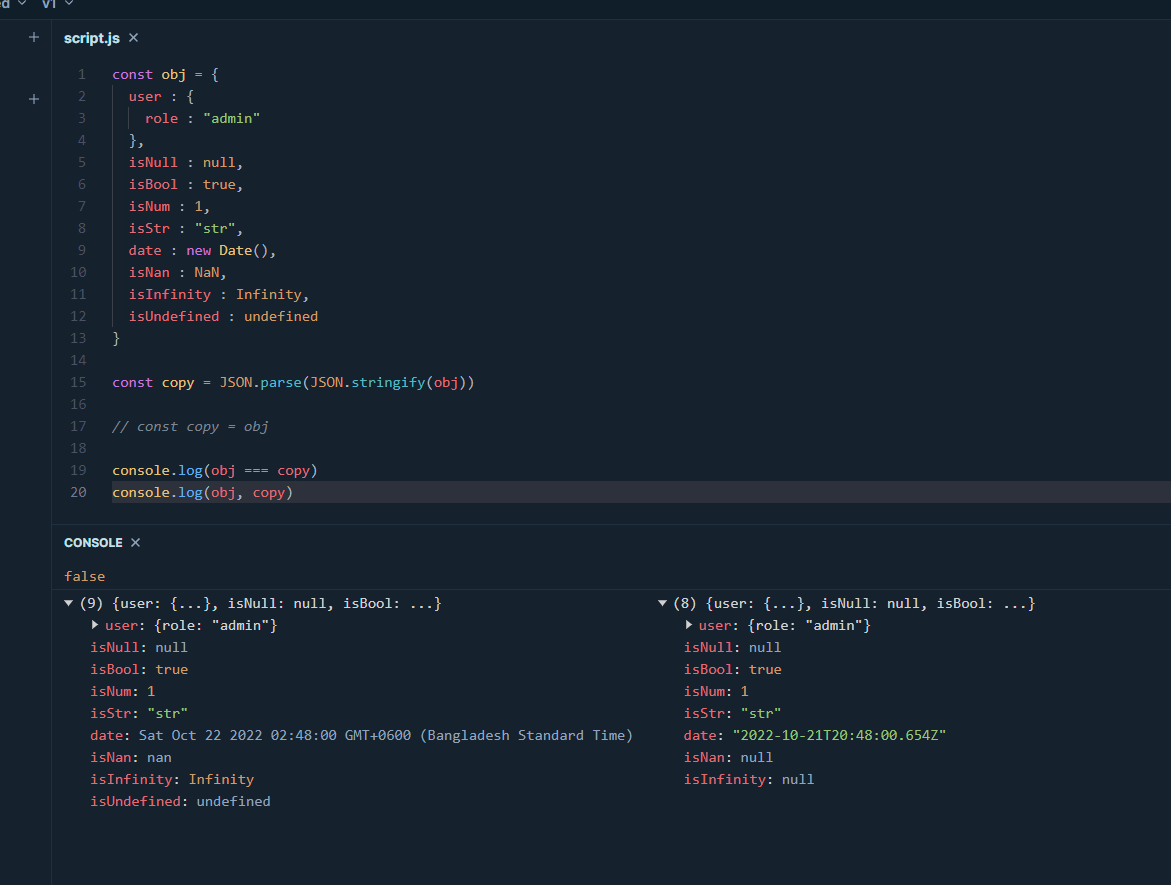 V1
script.js
1 const obj = {
2 user : {
3 role : "admin"
4 },
5 isNull : null,
6 isBool : true,
7 isNum : 1,
8 isStr : "str",
9 date : new Date(),
10 isNan : NaN,
11 isInfinity : Infinity,
12 isUndefined : undefined
13 }
14
15 const copy = JSON.parse(JSON.stringify(obj))
16
17 // const copy = obj
18
19 console.log(obj === copy)
20 console.log(obj, copy)
CONSOLE
false
(9) {user: {...}, isNull: null, isBool: ...}
user: {role: "admin"}
isNull: null
isBool: true
isNum: 1
isStr: "str"
date: Sat Oct 22 2022 02:48:00 GMT+0600 (Bangladesh Standard Time)
isNan: nan
isInfinity: Infinity
isUndefined: undefined
(8) {user: {...}, isNull: null, isBool: ...}
user: {role: "admin"}
isNull: null
isBool: true
isNum: 1
isStr: "str"
date: "2022-10-21T20:48:00.654Z"
isNan: null
isInfinity: null